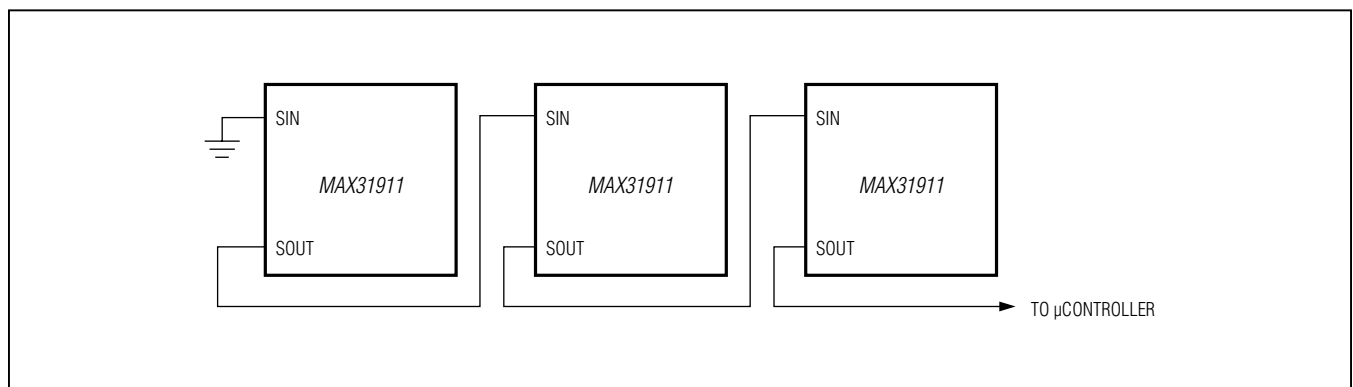 SIN
MAX31911
SOUT
SIN
MAX31911
SOUT
SIN
MAX31911
SOUT
TO µCONTROLLER